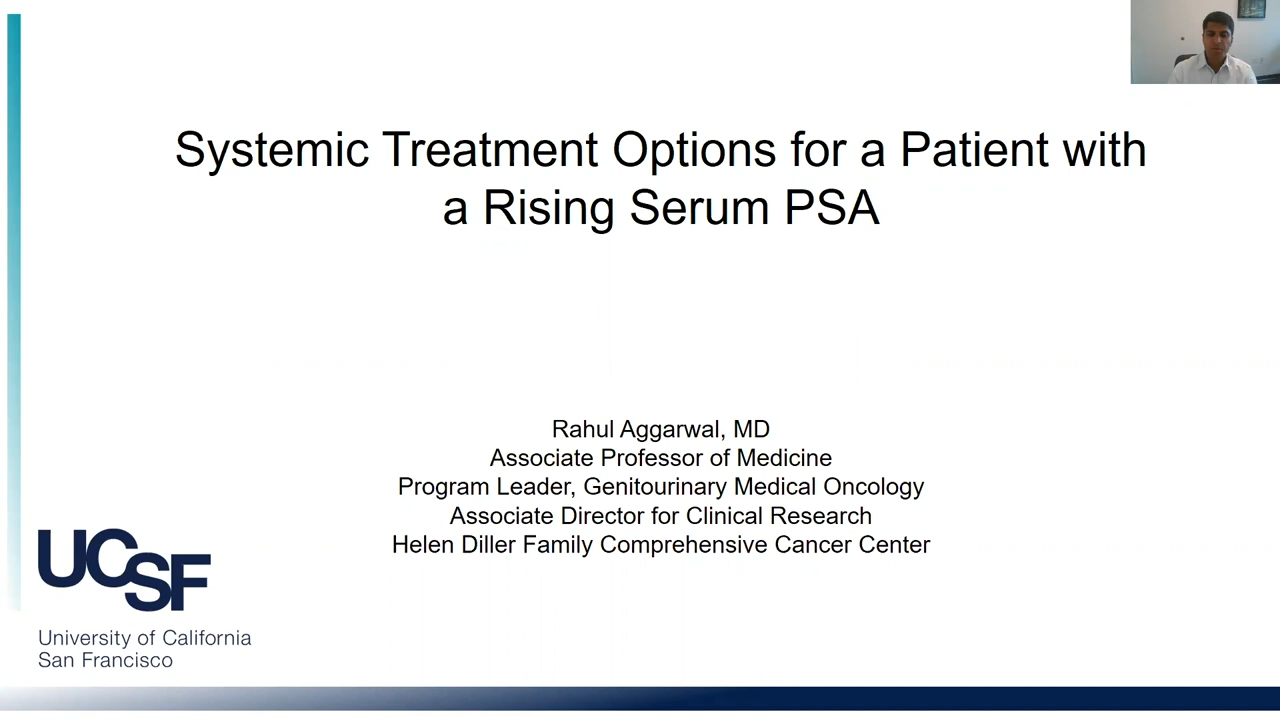 Systemic Treatment Options for a Patient with
a Rising Serum PSA
Rahul Aggarwal, MD
Associate Professor of Medicine
Program Leader, Genitourinary Medical Oncology
Associate Director for Clinical Research
Helen Diller Family Comprehensive Cancer Center
UCSF
University of California
San Francisco